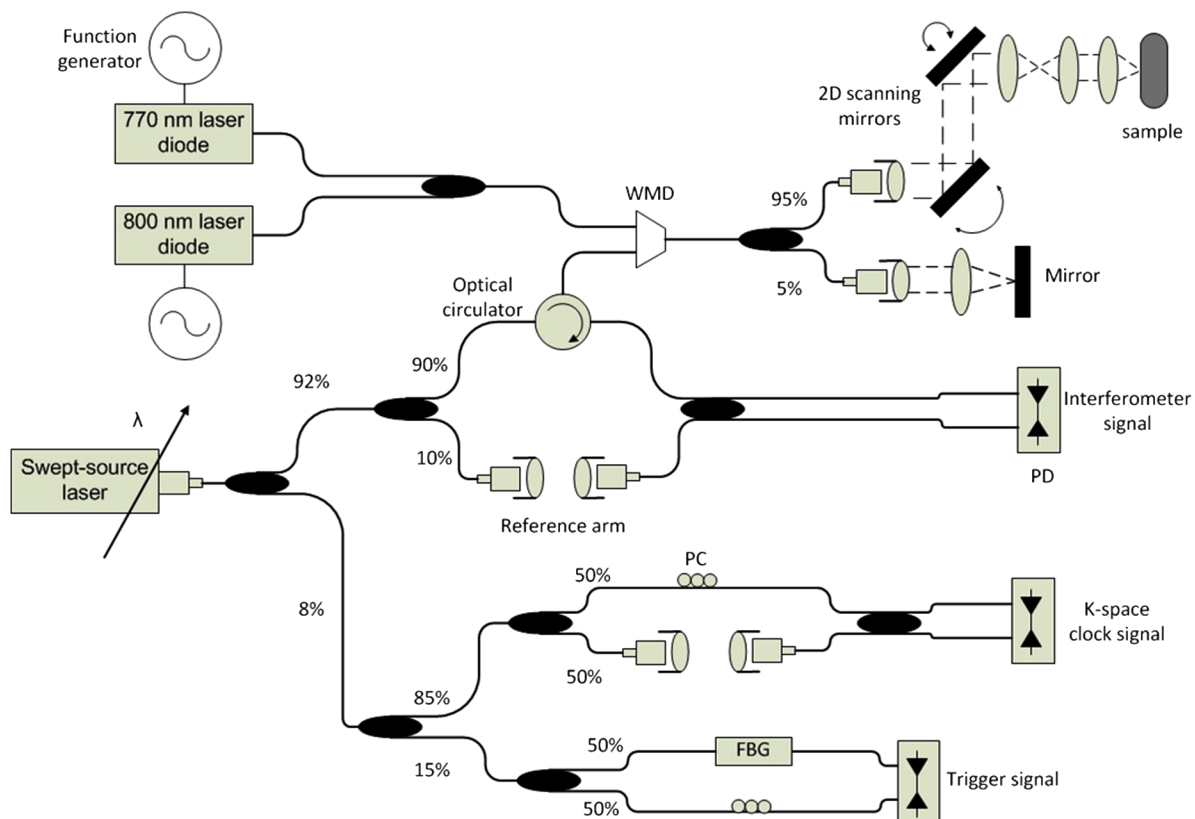 Function
generator
770 nm laser
diode
800 nm laser
diode
WMD
2D scanning
mirrors
sample
95%
5%
Mirror
Optical
circulator
90%
92%
10%
λ
Swept-source
laser
Reference arm
Interferometer
signal
PD
8%
50%
PC
50%
K-space
clock signal
85%
15%
50%
FBG
50%
Trigger signal